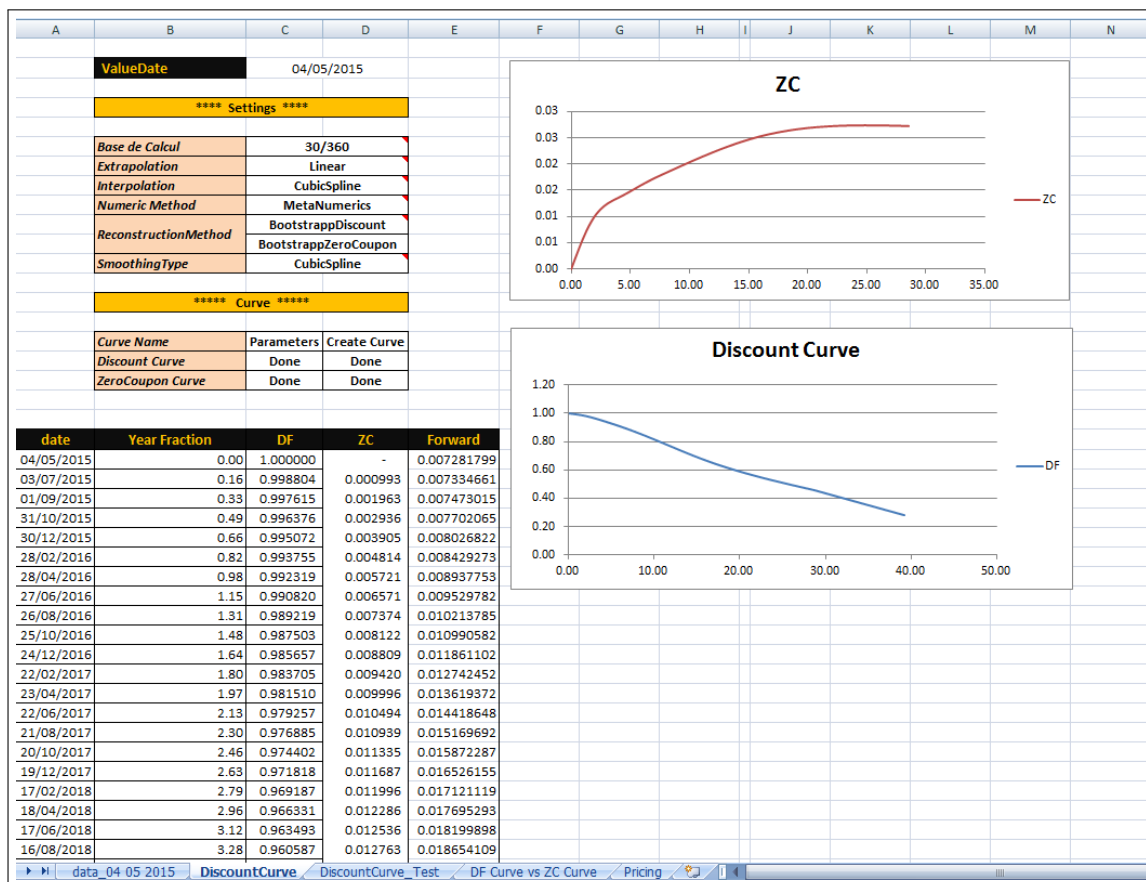 A B C D E F G H I J K L M N
ValueDate 04/05/2015
**** Settings ****
Base de Calcul 30/360
Extrapolation Linear
Interpolation CubicSpline
Numeric Method MetaNumerics
ReconstructionMethod BootstrappDiscount
BootstrappZeroCoupon
SmoothingType CubicSpline
***** Curve *****
Curve Name Parameters Create Curve
Discount Curve Done Done
ZeroCoupon Curve Done Done
ZC
0.03
0.03
0.02
0.02
0.01
0.01
0.00
0.00 5.00 10.00 15.00 20.00 25.00 30.00 35.00
ZC
Discount Curve
1.20
1.00
0.80
0.60
0.40
0.20
0.00
0.00 10.00 20.00 30.00 40.00 50.00
DF
date Year Fraction DF ZC Forward
04/05/2015 0.00 1.000000 - 0.007281799
03/07/2015 0.16 0.998804 0.000993 0.007334661
01/09/2015 0.33 0.997615 0.001963 0.007473015
31/10/2015 0.49 0.996376 0.002936 0.007702065
30/12/2015 0.66 0.995072 0.003905 0.008026822
28/02/2016 0.82 0.993755 0.004814 0.008429273
28/04/2016 0.98 0.992319 0.005721 0.008937753
27/06/2016 1.15 0.990820 0.006571 0.009529782
26/08/2016 1.31 0.989219 0.007374 0.010213785
25/10/2016 1.48 0.987503 0.008122 0.010990582
24/12/2016 1.64 0.985657 0.008809 0.011861102
22/02/2017 1.80 0.983705 0.009420 0.012742452
23/04/2017 1.97 0.981510 0.009996 0.013619372
22/06/2017 2.13 0.979257 0.010494 0.014418648
21/08/2017 2.30 0.976885 0.010939 0.015169692
20/10/2017 2.46 0.974402 0.011335 0.015872287
19/12/2017 2.63 0.971818 0.011687 0.016526155
17/02/2018 2.79 0.969187 0.011996 0.017121119
18/04/2018 2.96 0.966331 0.012286 0.017695293
17/06/2018 3.12 0.963493 0.012536 0.018199898
16/08/2018 3.28 0.960587 0.012763 0.018654109
data_04 05 2015 DiscountCurve DiscountCurve_Test DF Curve vs ZC Curve Pricing